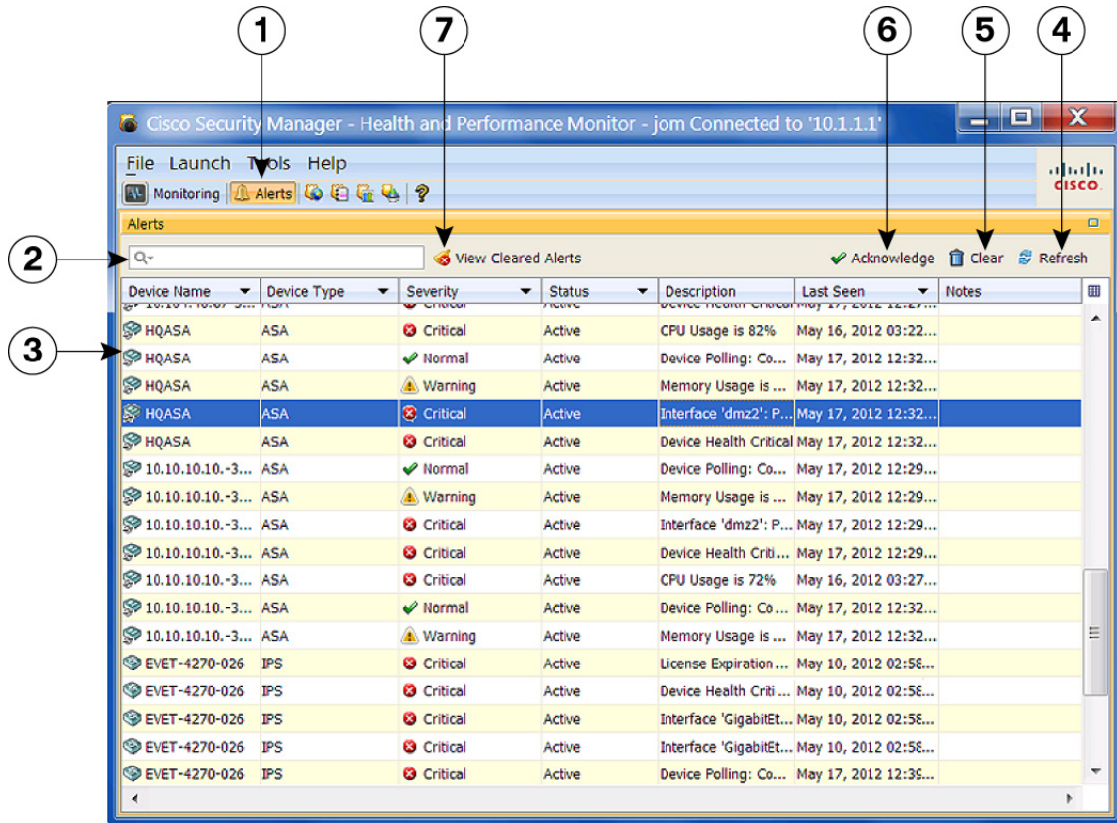 1 7 6 5 4
Cisco Security Manager - Health and Performance Monitor - jom Connected to '10.1.1.1'
File Launch Tools Help
CISCO
Monitoring Alerts
Alerts
2
View Cleared Alerts Acknowledge Clear Refresh
Device Name Device Type Severity Status Description Last Seen Notes
3
HQASA ASA Critical Active CPU Usage is 82% May 16, 2012 03:22...
HQASA ASA Normal Active Device Polling: Co... May 17, 2012 12:32...
HQASA ASA Warning Active Memory Usage is ... May 17, 2012 12:32...
HQASA ASA Critical Active Interface 'dmz2': P... May 17, 2012 12:32...
HQASA ASA Critical Active Device Health Critical May 17, 2012 12:32...
10.10.10.10.-3... ASA Normal Active Device Polling: Co... May 17, 2012 12:29...
10.10.10.10.-3... ASA Warning Active Memory Usage is ... May 17, 2012 12:29...
10.10.10.10.-3... ASA Critical Active Interface 'dmz2': P... May 17, 2012 12:29...
10.10.10.10.-3... ASA Critical Active Device Health Criti... May 17, 2012 12:29...
10.10.10.10.-3... ASA Critical Active CPU Usage is 72% May 16, 2012 03:27...
10.10.10.10.-3... ASA Normal Active Device Polling: Co... May 17, 2012 12:32...
10.10.10.10.-3... ASA Warning Active Memory Usage is ... May 17, 2012 12:32...
EVET-4270-026 IPS Critical Active License Expiration... May 10, 2012 02:58...
EVET-4270-026 IPS Critical Active Device Health Criti... May 10, 2012 02:58...
EVET-4270-026 IPS Critical Active Interface 'GigabitEt... May 10, 2012 02:58...
EVET-4270-026 IPS Critical Active Interface 'GigabitEt... May 10, 2012 02:58...
EVET-4270-026 IPS Critical Active Device Polling: Co... May 17, 2012 12:39...